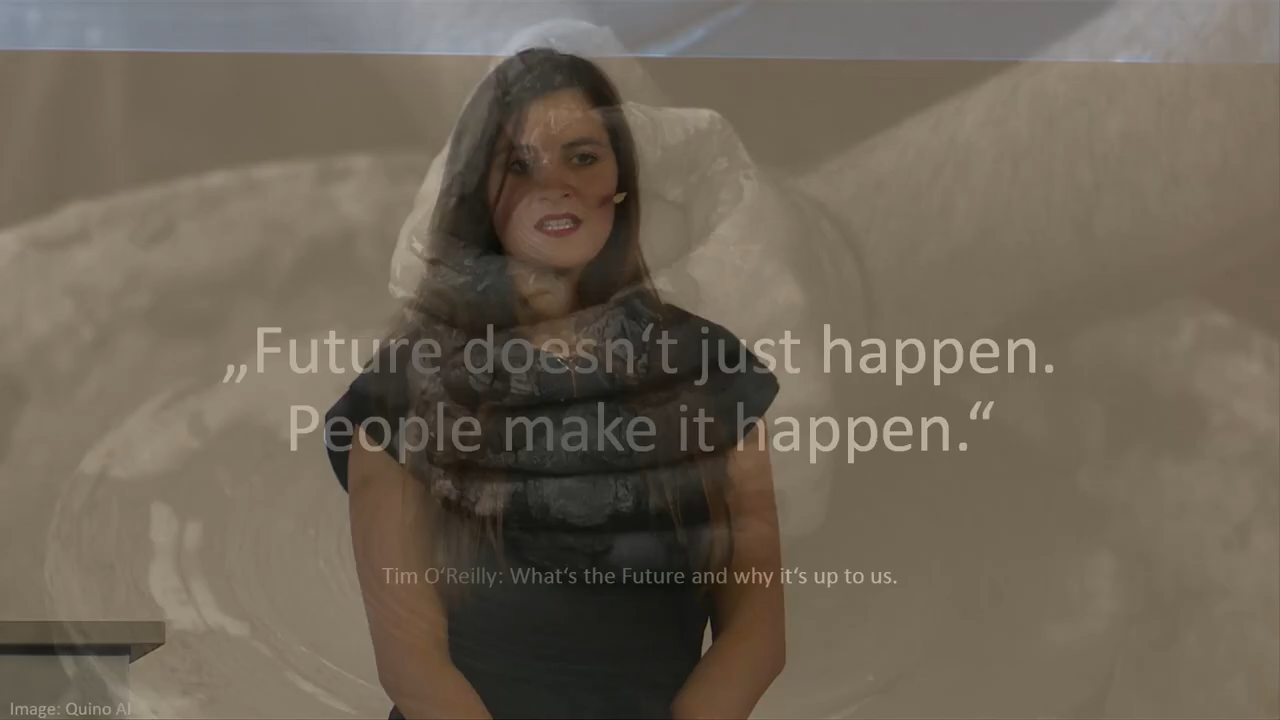 „Future doesn‘t just happen.
People make it happen.“
Tim O‘Reilly: What‘s the Future and why it‘s up to us.
Image: Quino Al